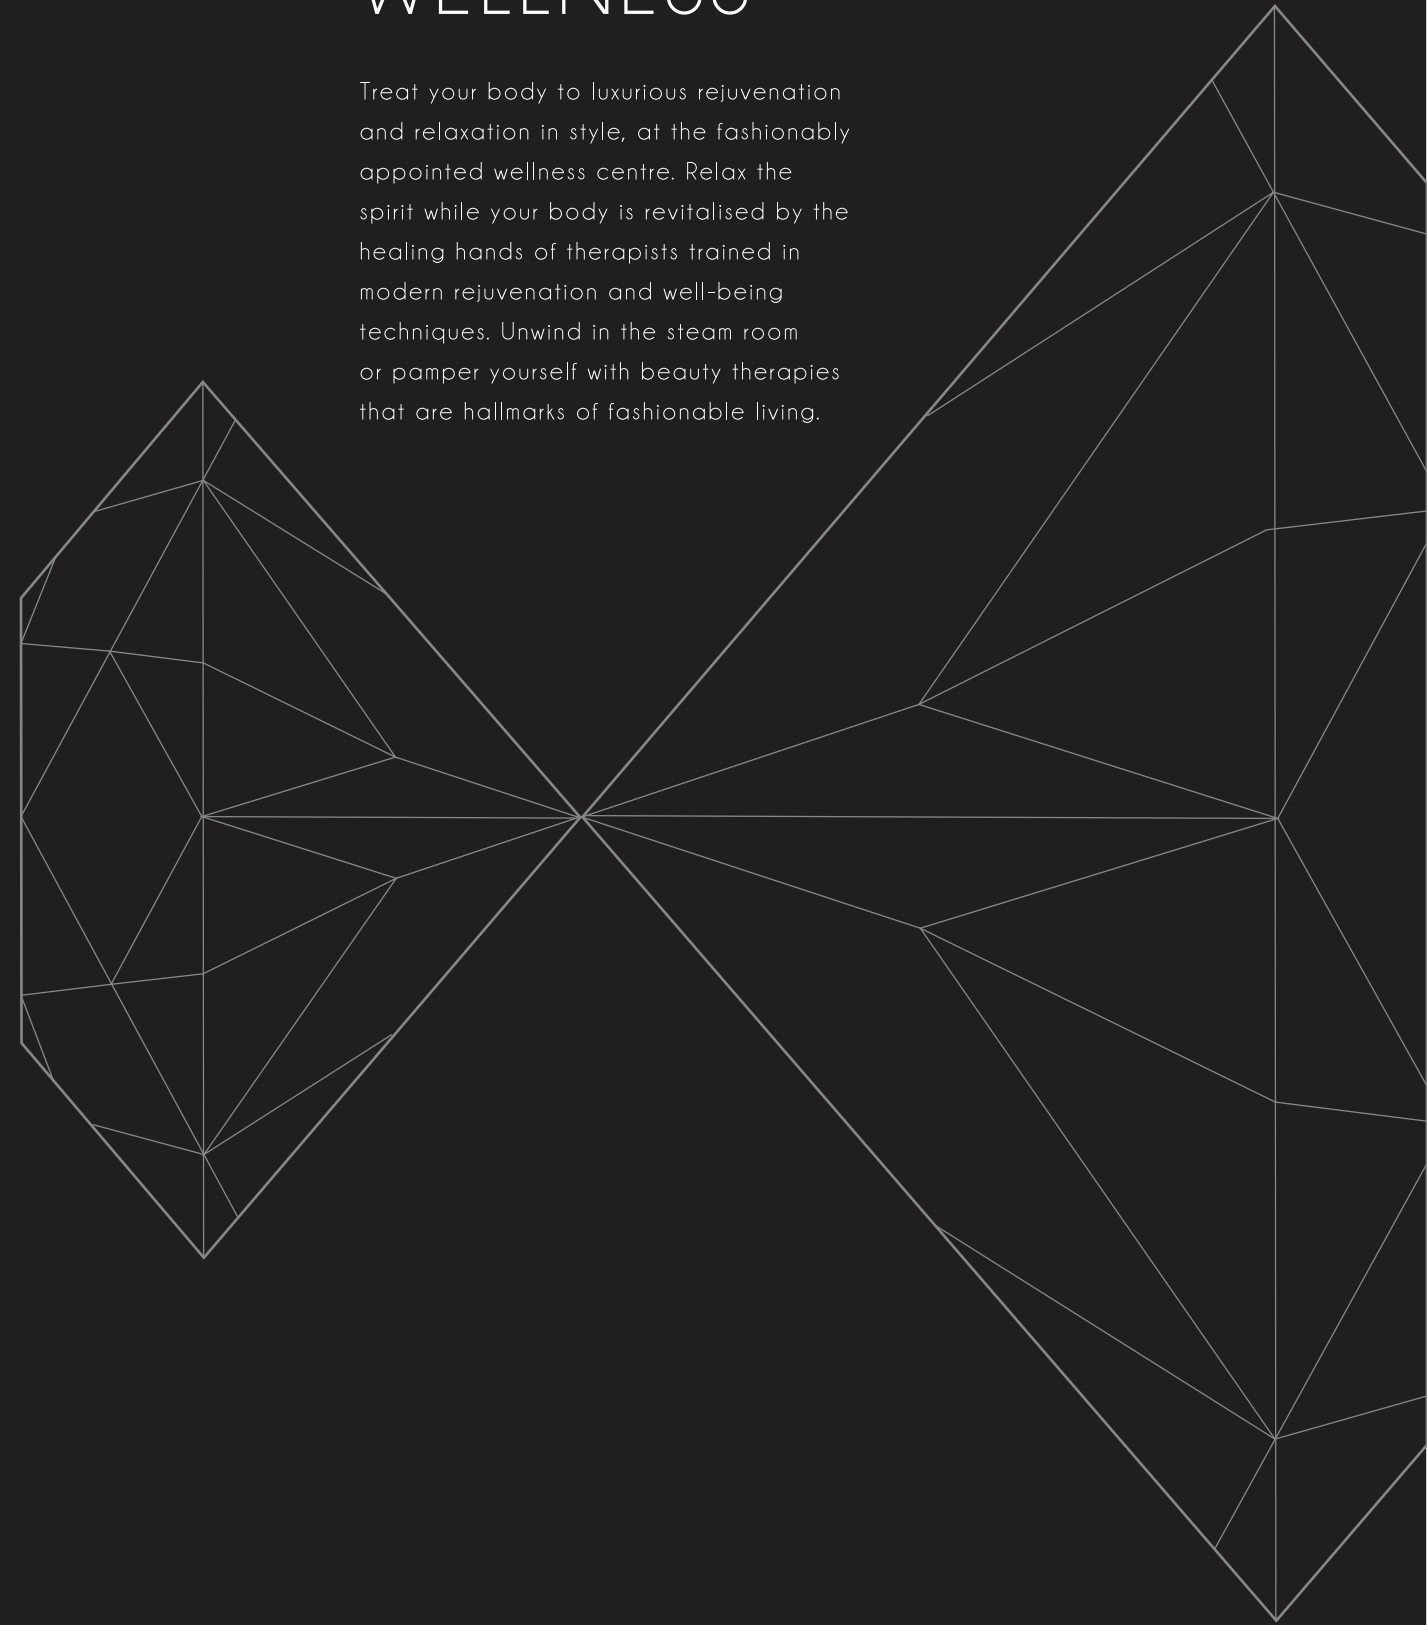 WELLNESS
Treat your body to luxurious rejuvenation
and relaxation in style, at the fashionably
appointed wellness centre. Relax the
spirit while your body is revitalised by the
healing hands of therapists trained in
modern rejuvenation and well-being
techniques. Unwind in the steam room
or pamper yourself with beauty therapies
that are hallmarks of fashionable living.